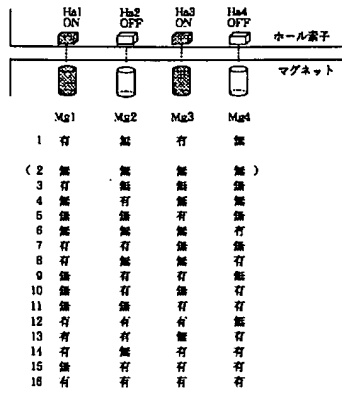 Ha1 Ha2 Ha3 Ha4
ON OFF ON OFF
ホール素子
マグネット
Mg1 Mg2 Mg3 Mg4
1 有 無 有 無
( 2 無 無 無 無 )
3 有 無 無 無
4 無 有 無 無
5 無 無 有 無
6 無 無 無 有
7 有 有 無 無
8 有 無 無 有
9 無 有 有 無
10 無 有 無 有
11 無 無 有 有
12 有 有 有 無
13 有 有 無 有
14 有 無 有 有
15 無 有 有 有
16 有 有 有 有